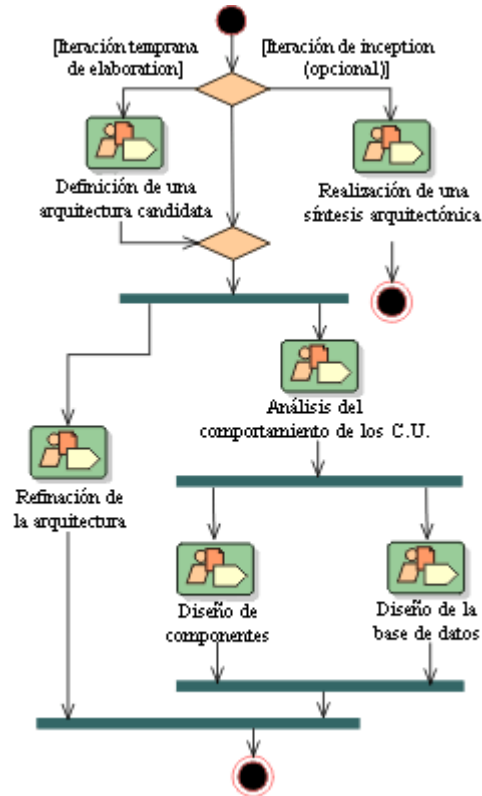 [Iteración temprana
de elaboration]
[Iteración de inception
(opcional)]
Definición de una
arquitectura candidata
Realización de una
síntesis arquitectónica
Análisis del
comportamiento de los C.U.
Refinación de
la arquitectura
Diseño de
componentes
Diseño de la
base de datos